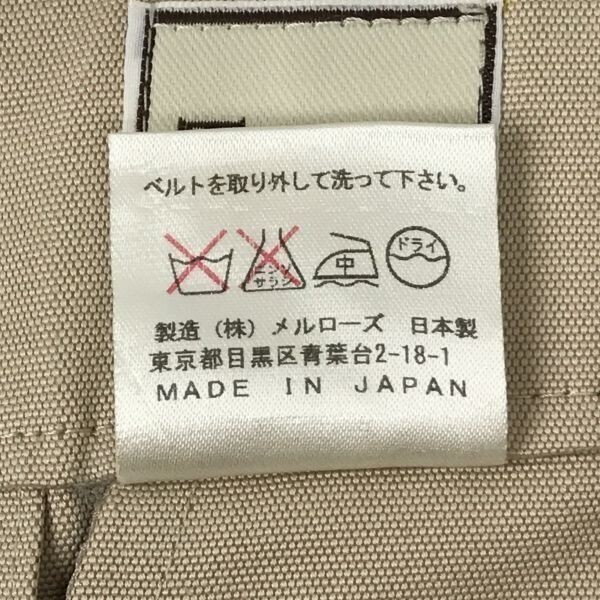 ベルトを取り外して洗って下さい。
エンソ
サラシ
中
ドライ
製造 (株) メルローズ 日本製
東京都目黒区青葉台2-18-1
MADE IN JAPAN